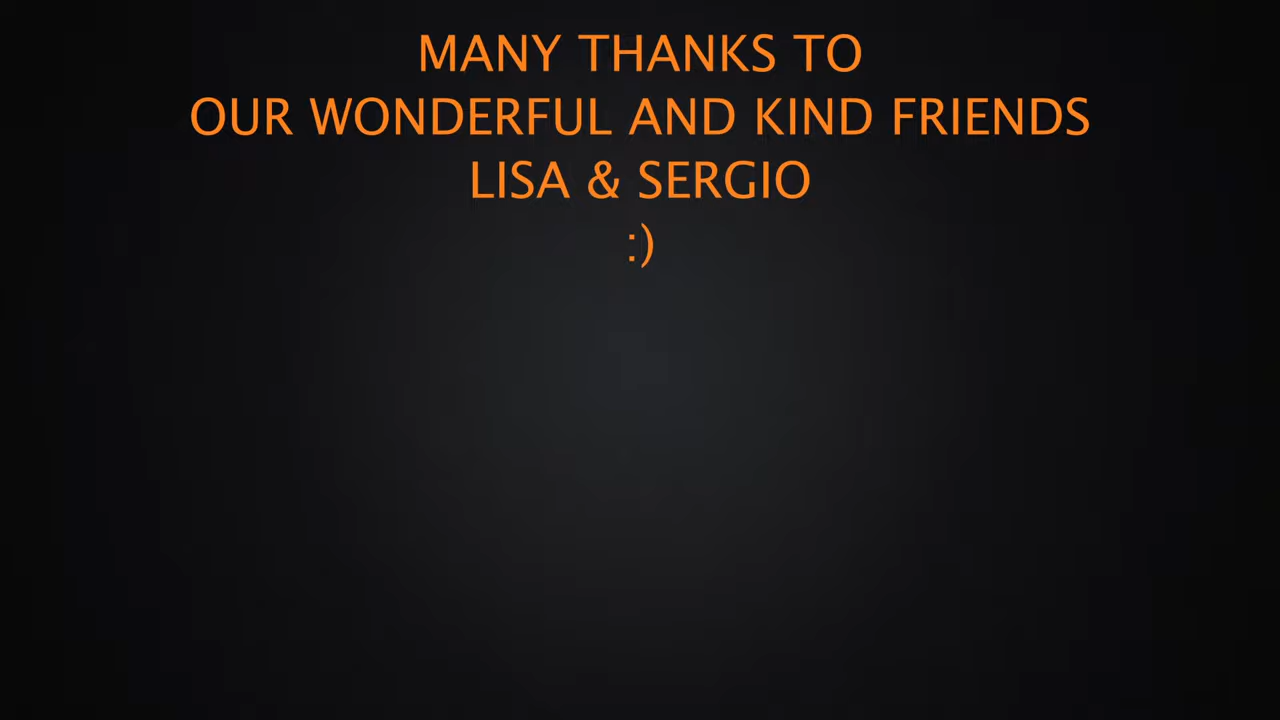 MANY THANKS TO
OUR WONDERFUL AND KIND FRIENDS
LISA & SERGIO
:)